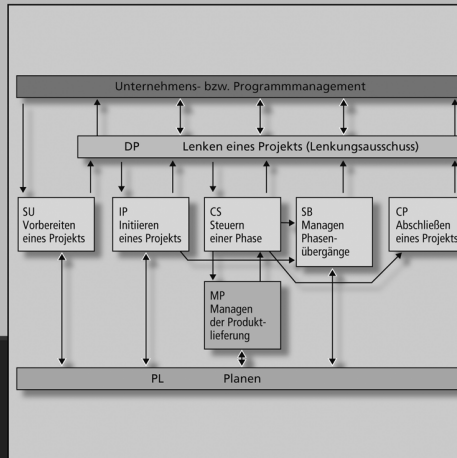 Unternehmens- bzw. Programmmanagement
DP Lenken eines Projekts (Lenkungsausschuss)
SU
Vorbereiten
eines Projekts
IP
Initiieren
eines Projekts
CS
Steuern
einer Phase
SB
Managen
Phasen-
übergänge
CP
Abschließen
eines Projekts
MP
Managen
der Produkt-
lieferung
PL Planen